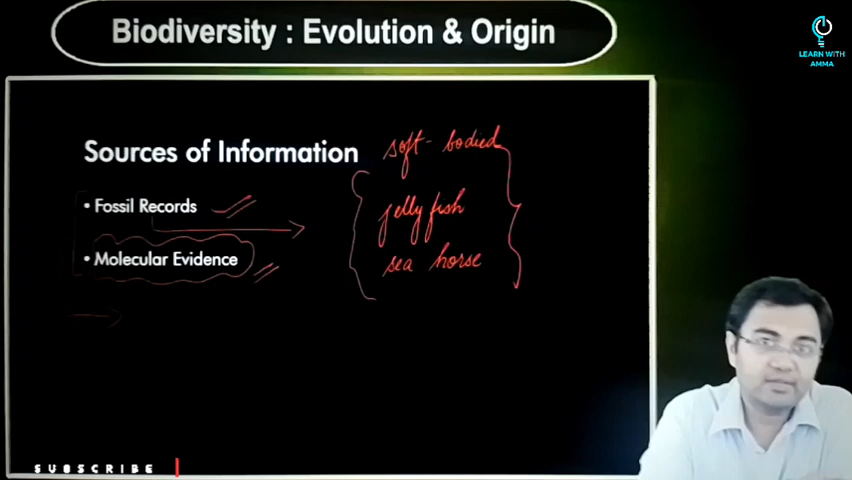 Biodiversity : Evolution & Origin
LEARN WITH
AMMA
Sources of Information
soft-bodied
• Fossil Records
jelly fish
• Molecular Evidence
sea horse
SUBSCRIBE